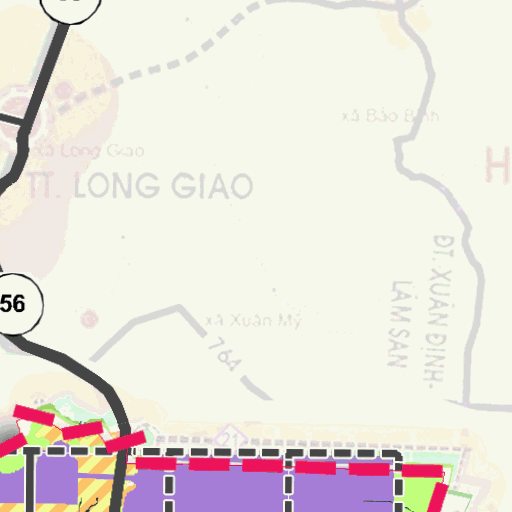 xã Bảo Bình
xã Long Giao
TT. LONG GIAO
H
ĐT. XUÂN ĐỊNH-
LÂM SAN
56
xã Xuân Mỹ
764
21